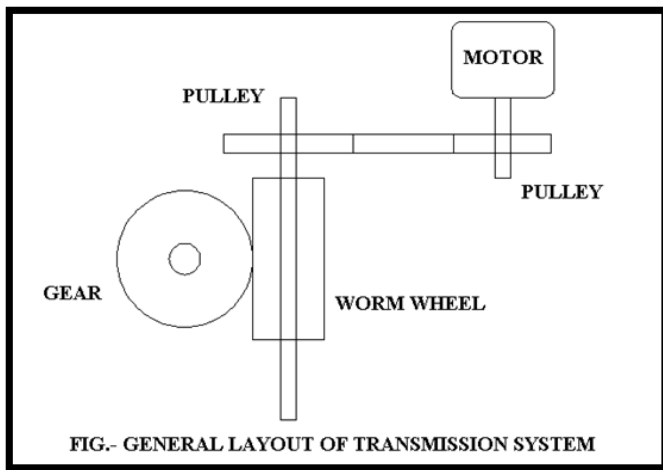 MOTOR
PULLEY
PULLEY
GEAR
WORM WHEEL
FIG.- GENERAL LAYOUT OF TRANSMISSION SYSTEM